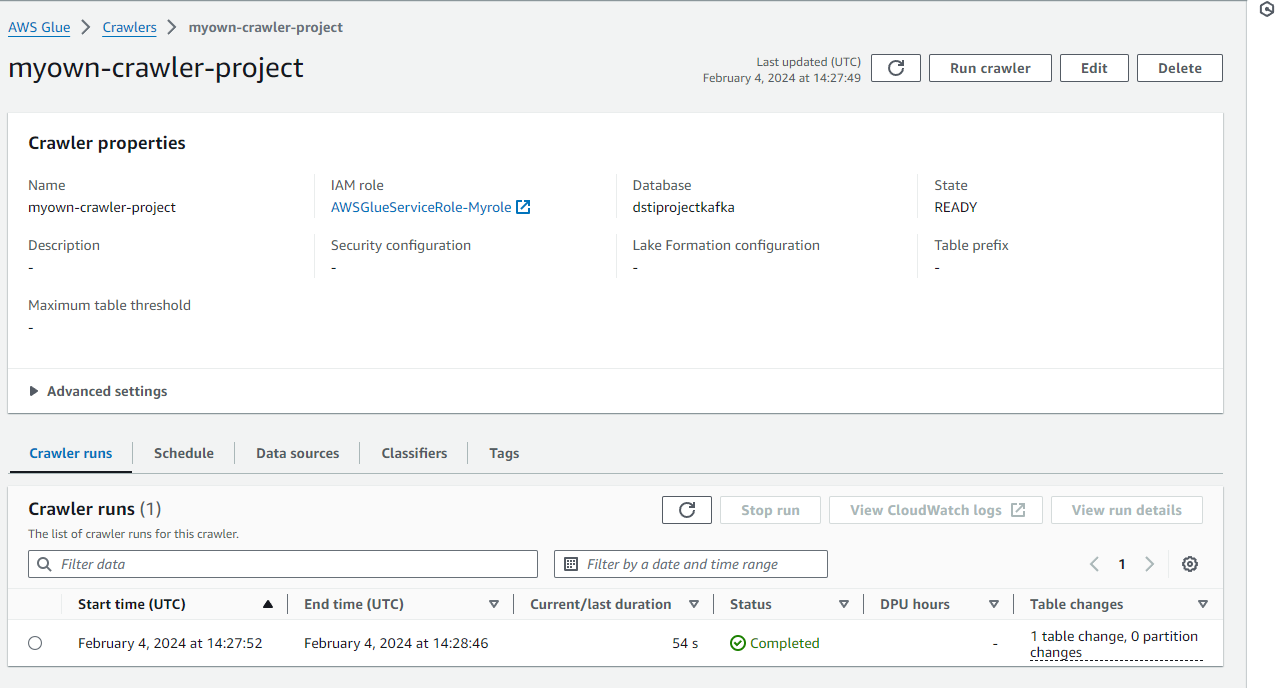 AWS Glue > Crawlers > myown-crawler-project
myown-crawler-project
Last updated (UTC)
February 4, 2024 at 14:27:49
Run crawler
Edit
Delete
Crawler properties
Name
myown-crawler-project
IAM role
AWSGlueServiceRole-Myrole
Database
dstiprojectkafka
State
READY
Description
-
Security configuration
-
Lake Formation configuration
-
Table prefix
-
Maximum table threshold
-
Advanced settings
Crawler runs
Schedule
Data sources
Classifiers
Tags
Crawler runs (1)
The list of crawler runs for this crawler.
Stop run
View CloudWatch logs
View run details
Filter data
Filter by a date and time range
1
Start time (UTC)
End time (UTC)
Current/last duration
Status
DPU hours
Table changes
February 4, 2024 at 14:27:52
February 4, 2024 at 14:28:46
54 s
Completed
-
1 table change, 0 partition
changes